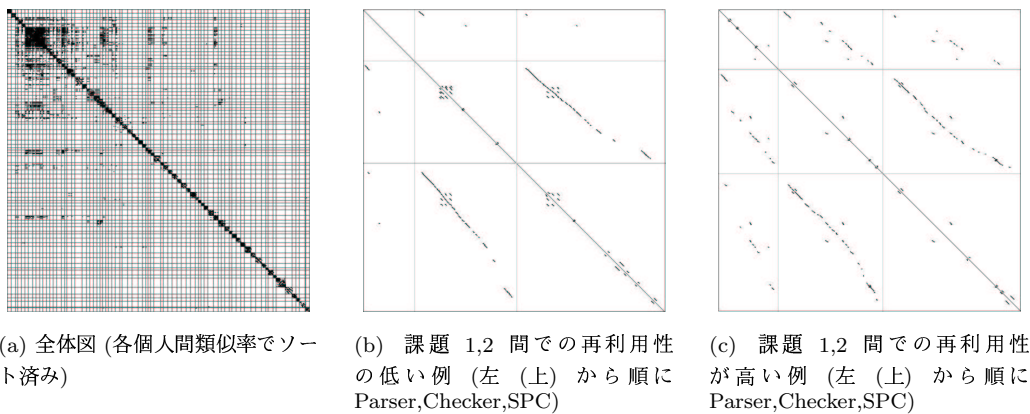 (a) 全体図 (各個人間類似率でソー
ト済み)
(b) 課題 1,2 間での再利用性
の低い例 (左 (上) から順に
Parser,Checker,SPC)
(c) 課題 1,2 間での再利用性
が高い例 (左 (上) から順に
Parser,Checker,SPC)